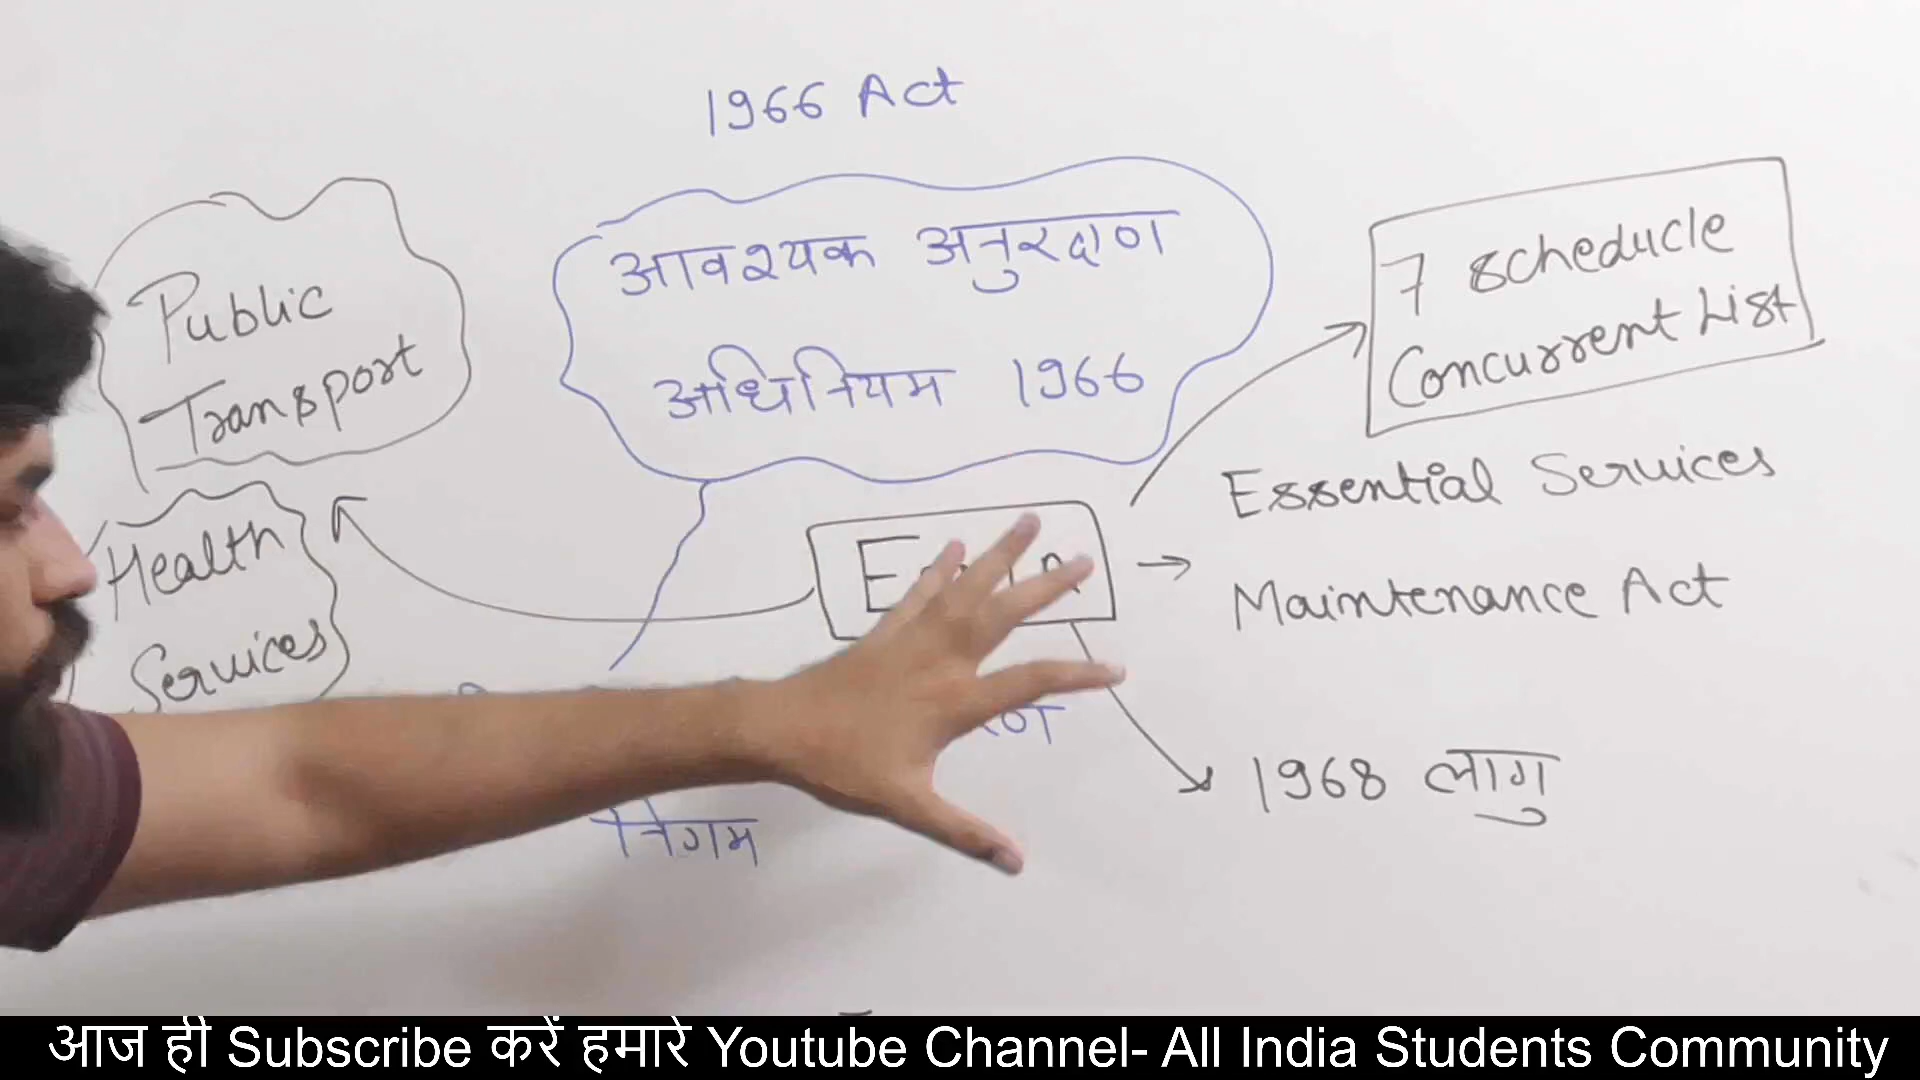 1966 Act
आवश्यक अनुरक्षण
अधिनियम 1966
Public
Transport
Health
Services
7 scheducle
Concurrent List
Essential Services
Maintenance Act
1968 लागु
निगम
आज ही Subscribe करें हमारे Youtube Channel- All India Students Community